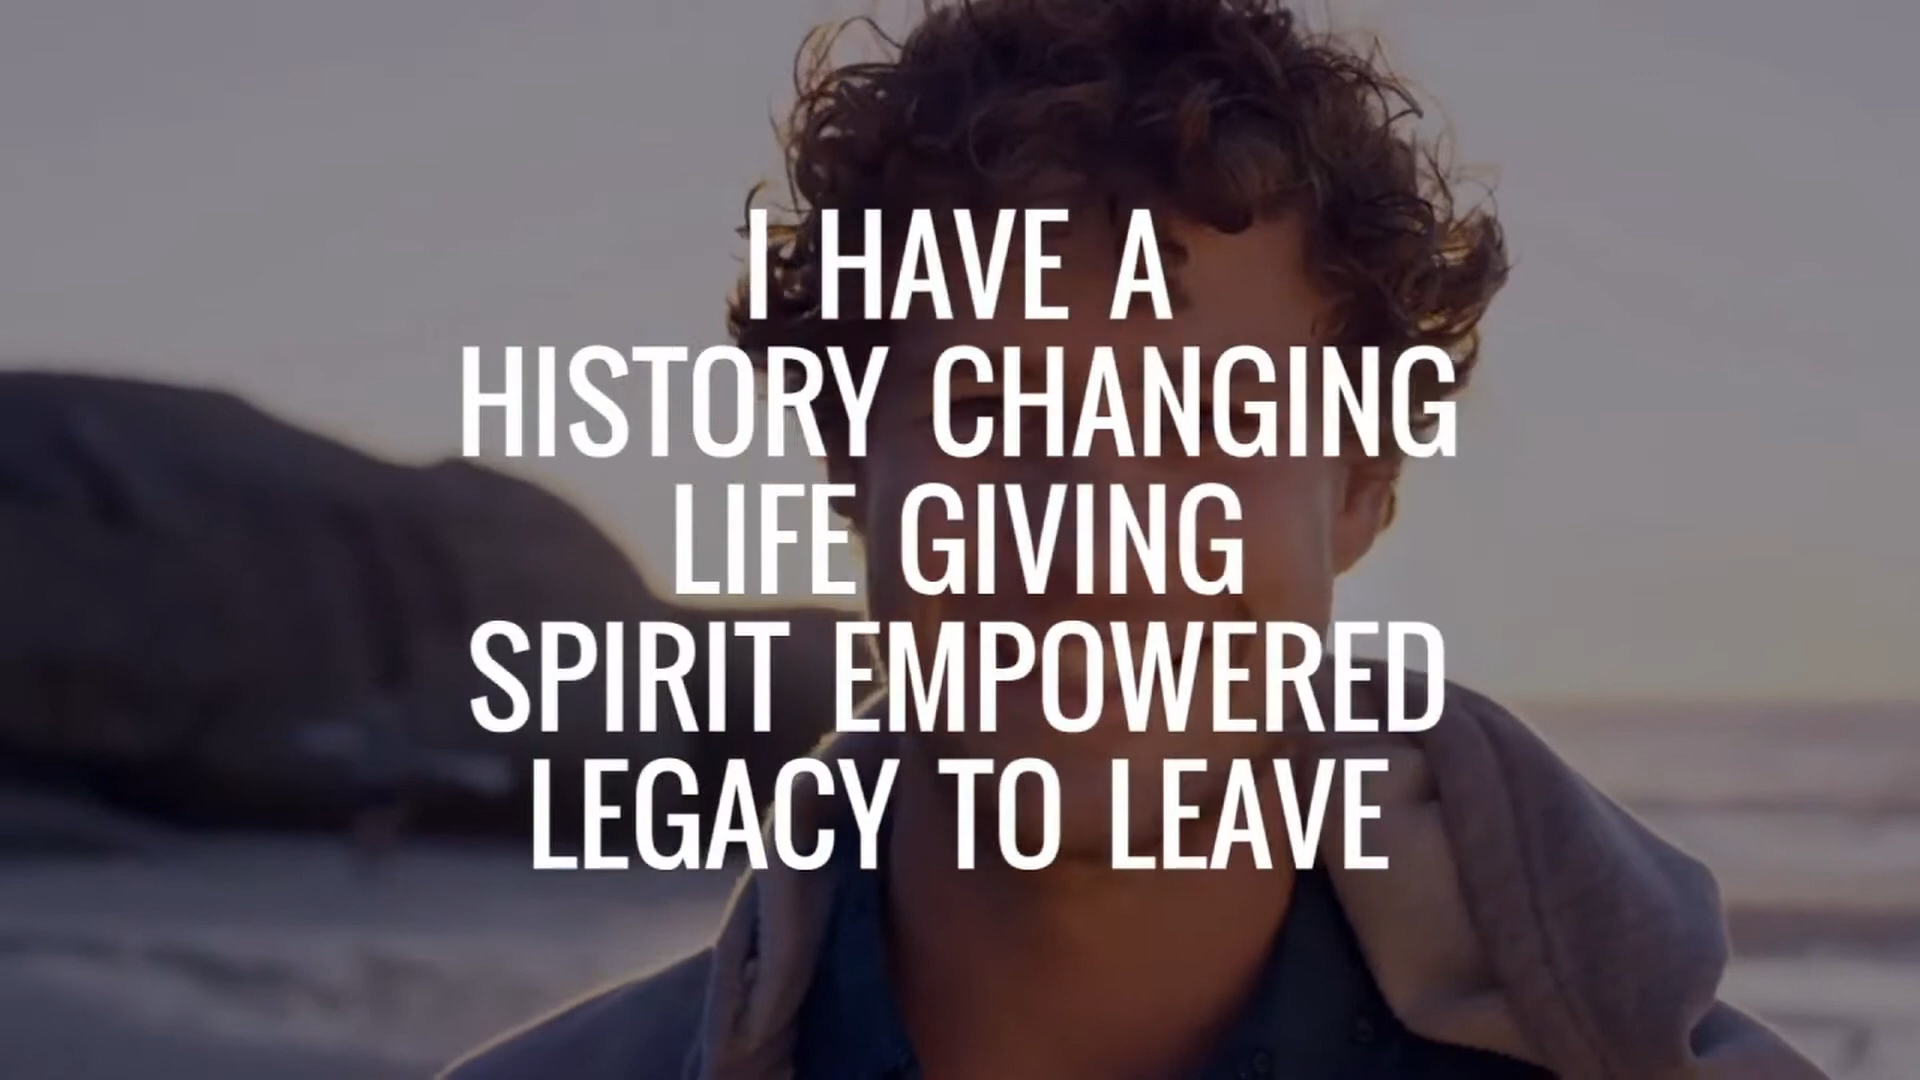 I HAVE A
HISTORY CHANGING
LIFE GIVING
SPIRIT EMPOWERED
LEGACY TO LEAVE